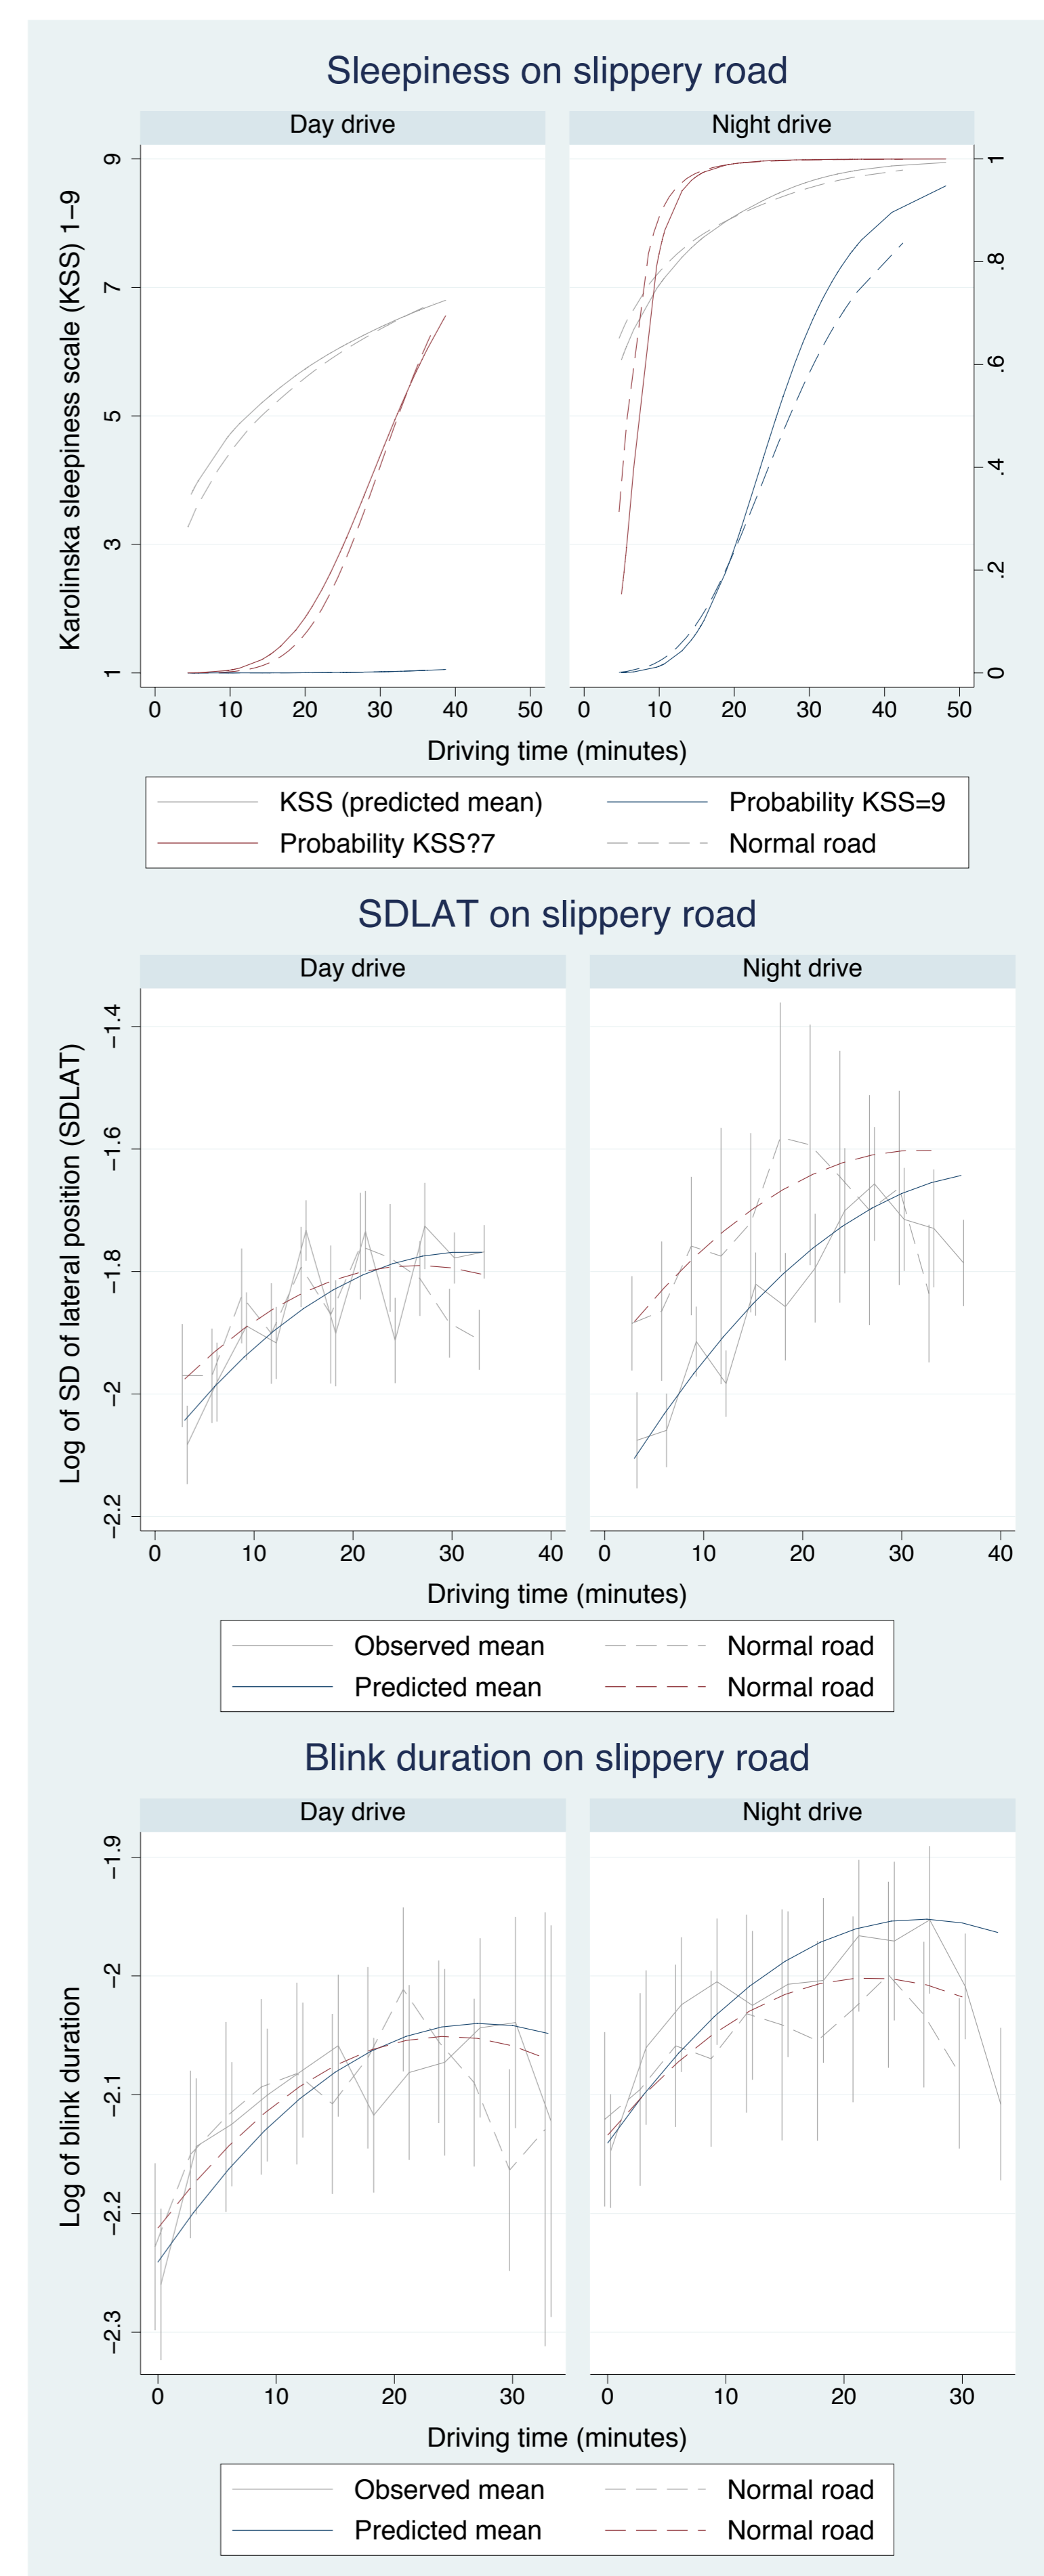 Sleepiness on slippery road
Day drive
Night drive
Karolinska sleepiness scale (KSS) 1−9
9
7
5
3
1
1
.8
.6
.4
.2
0
0 10 20 30 40 50
0 10 20 30 40 50
Driving time (minutes)
KSS (predicted mean)
Probability KSS=9
Probability KSS?7
Normal road
SDLAT on slippery road
Day drive
Night drive
Log of SD of lateral position (SDLAT)
−1.4
−1.6
−1.8
−2
−2.2
0 10 20 30 40
0 10 20 30 40
Driving time (minutes)
Observed mean
Normal road
Predicted mean
Normal road
Blink duration on slippery road
Day drive
Night drive
Log of blink duration
−1.9
−2
−2.1
−2.2
−2.3
0 10 20 30
0 10 20 30
Driving time (minutes)
Observed mean
Normal road
Predicted mean
Normal road